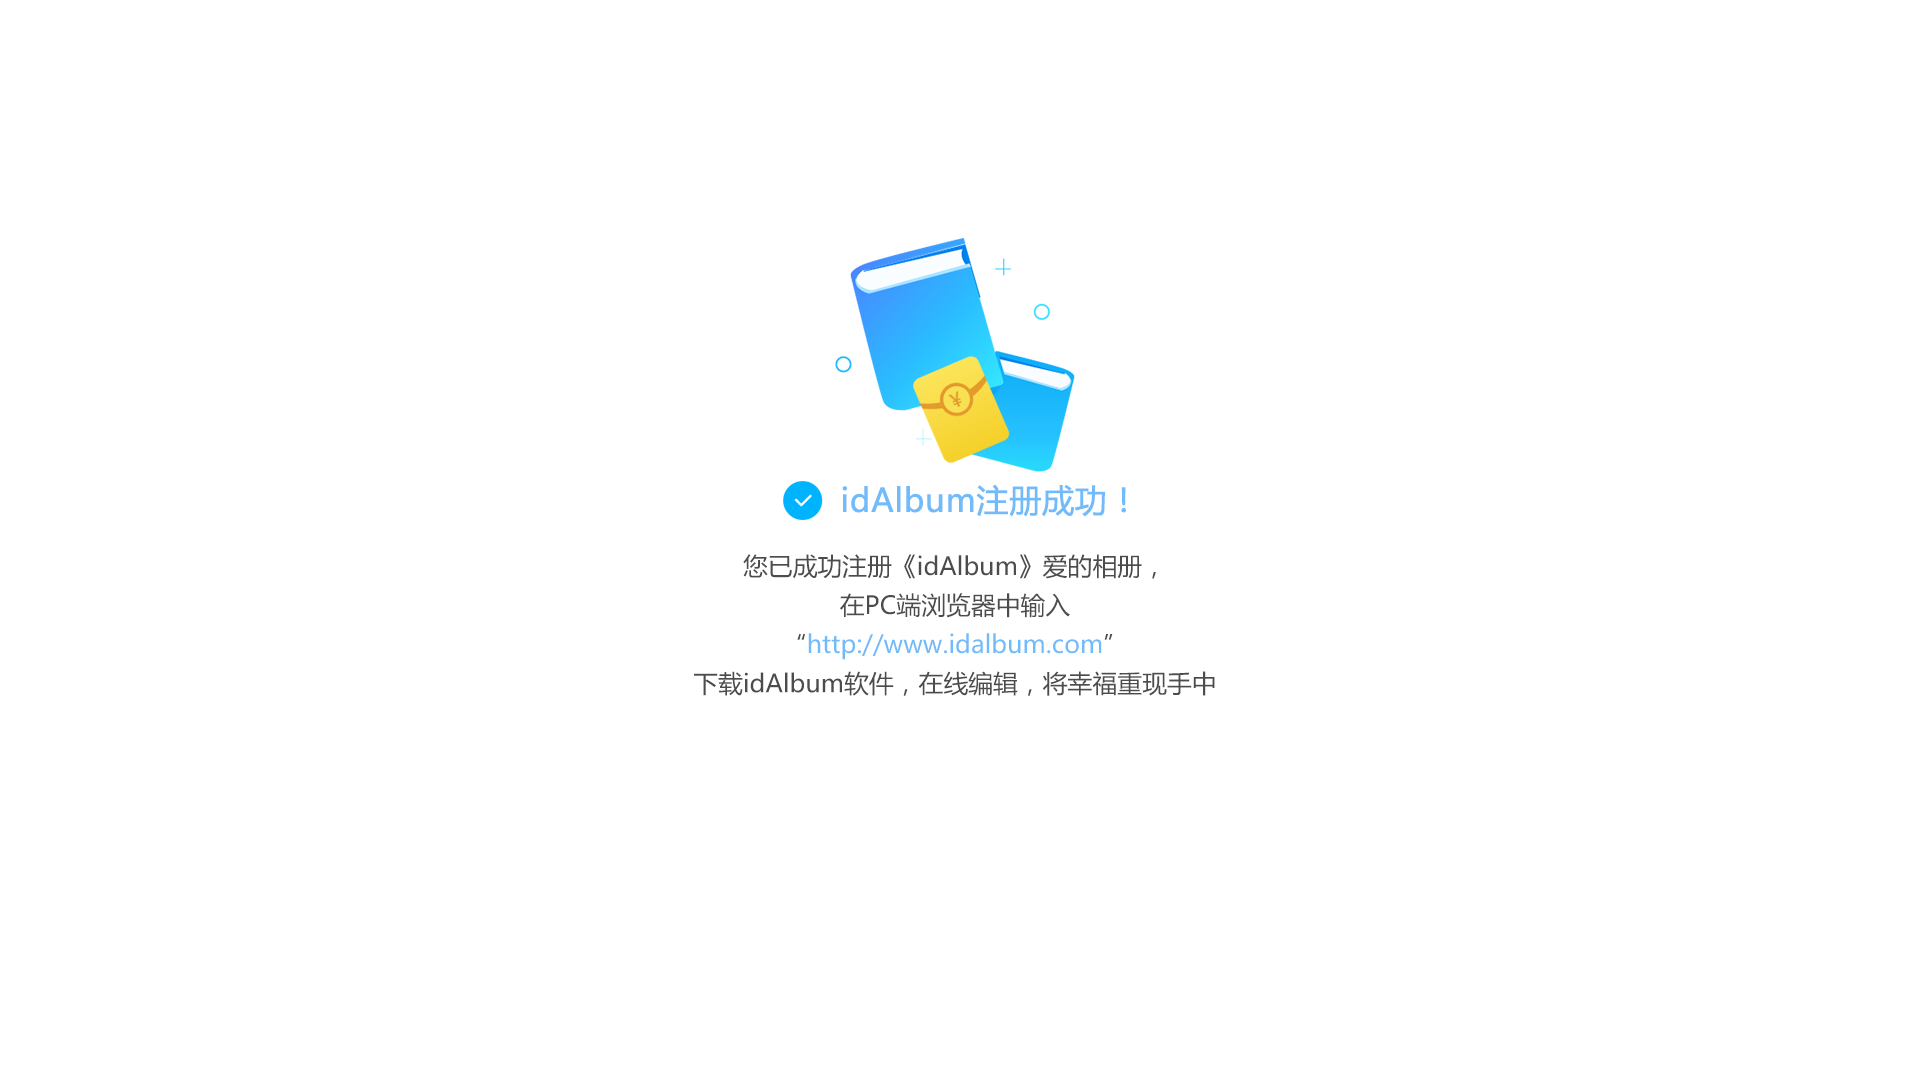 ¥
idAlbum注册成功！
您已成功注册《idAlbum》爱的相册，
在PC端浏览器中输入
“http://www.idalbum.com”
下载idAlbum软件，在线编辑，将幸福重现手中